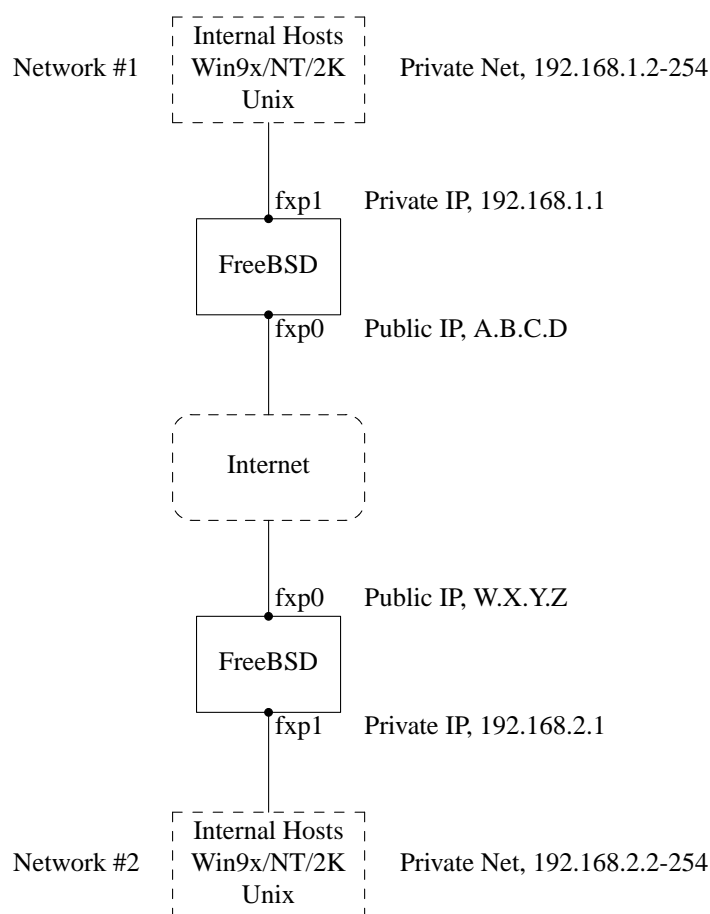 Internal Hosts
Network #1 Win9x/NT/2K Private Net, 192.168.1.2-254
Unix
fxp1 Private IP, 192.168.1.1
FreeBSD
fxp0 Public IP, A.B.C.D
Internet
fxp0 Public IP, W.X.Y.Z
FreeBSD
fxp1 Private IP, 192.168.2.1
Internal Hosts
Network #2 Win9x/NT/2K Private Net, 192.168.2.2-254
Unix